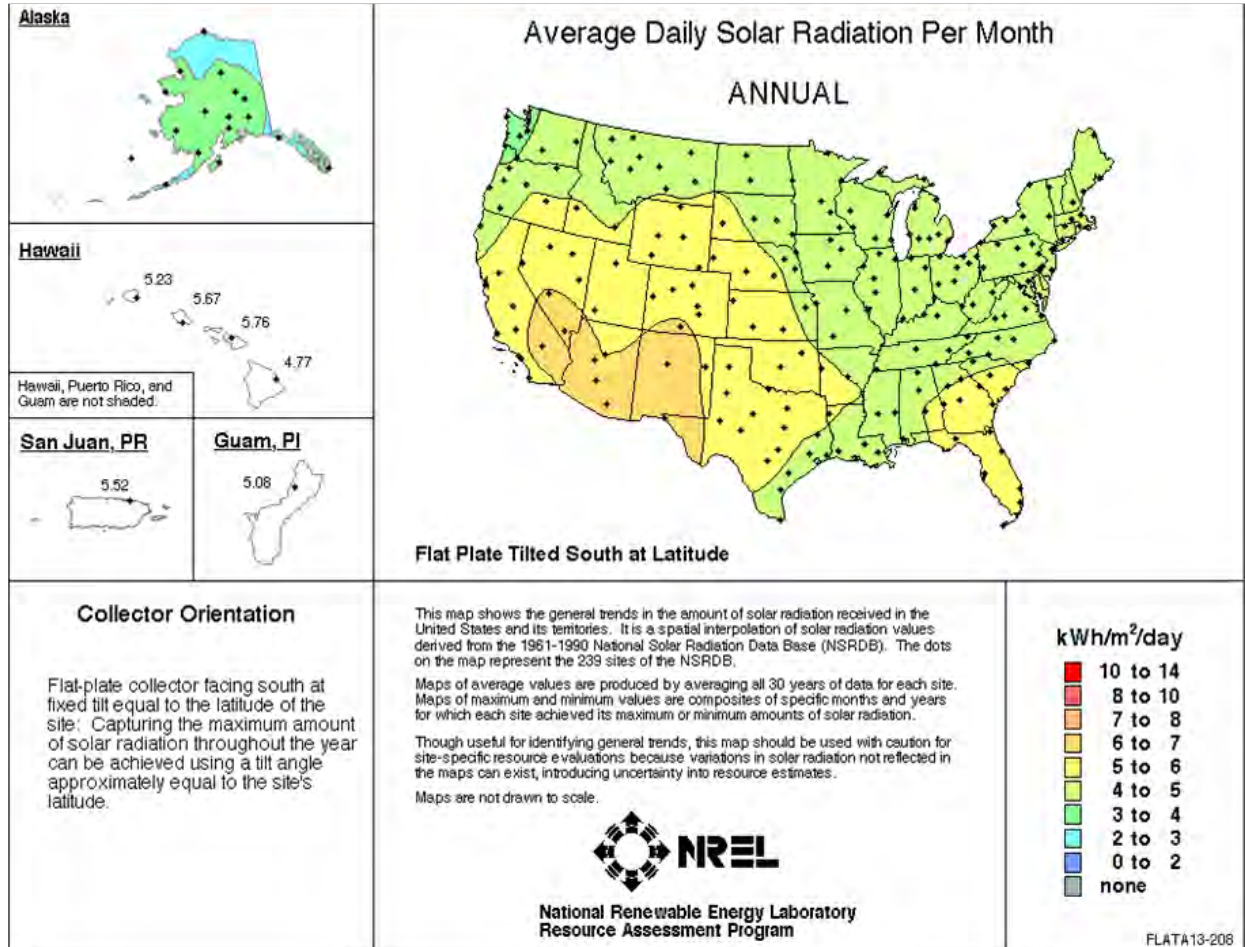 Alaska
Average Daily Solar Radiation Per Month
ANNUAL
Hawaii
5.23
5.67
5.76
4.77
Hawaii, Puerto Rico, and
Guam are not shaded.
San Juan, PR
5.52
Guam, PI
5.08
Flat Plate Tilted South at Latitude
Collector Orientation
Flat-plate collector facing south at
fixed tilt equal to the latitude of the
site: Capturing the maximum amount
of solar radiation throughout the year
can be achieved using a tilt angle
approximately equal to the site's
latitude.
This map shows the general trends in the amount of solar radiation received in the
United States and its territories. It is a spatial interpolation of solar radiation values
derived from the 1961-1990 National Solar Radiation Data Base (NSRDB). The dots
on the map represent the 239 sites of the NSRDB.
Maps of average values are produced by averaging all 30 years of data for each site.
Maps of maximum and minimum values are composites of specific months and years
for which each site achieved its maximum or minimum amounts of solar radiation.
Though useful for identifying general trends, this map should be used with caution for
site-specific resource evaluations because variations in solar radiation not reflected in
the maps can exist, introducing uncertainty into resource estimates.
Maps are not drawn to scale.
NREL
National Renewable Energy Laboratory
Resource Assessment Program
kWh/m²/day
10 to 14
8 to 10
7 to 8
6 to 7
5 to 6
4 to 5
3 to 4
2 to 3
0 to 2
none
FLATA13-208